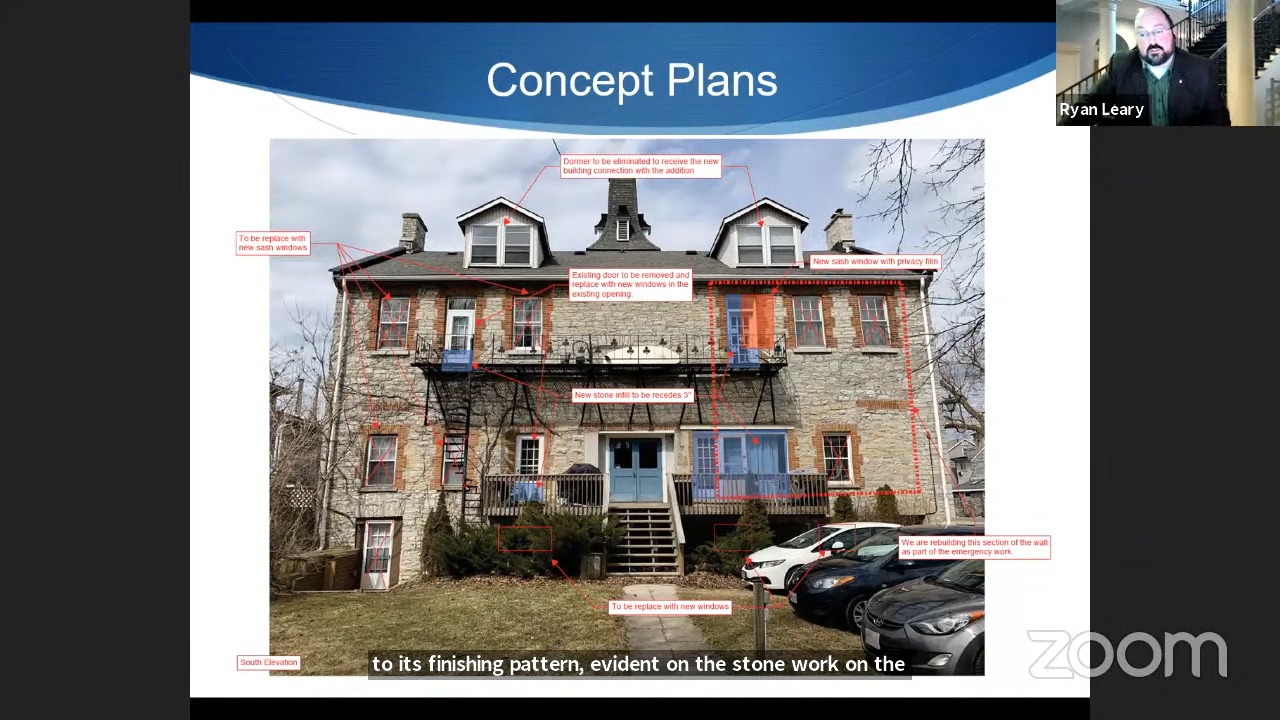 Concept Plans
Ryan Leary
Dormer to be eliminated to receive the new
building connection with the addition
To be replace with
new sash windows
New sash window with privacy film
Existing door to be removed and
replace with new windows in the
existing opening.
New stone infill to be recedes 3"
We are rebuilding this section of the wall
as part of the emergency work.
To be replace with new windows
South Elevation
to its finishing pattern, evident on the stone work on the
zoom